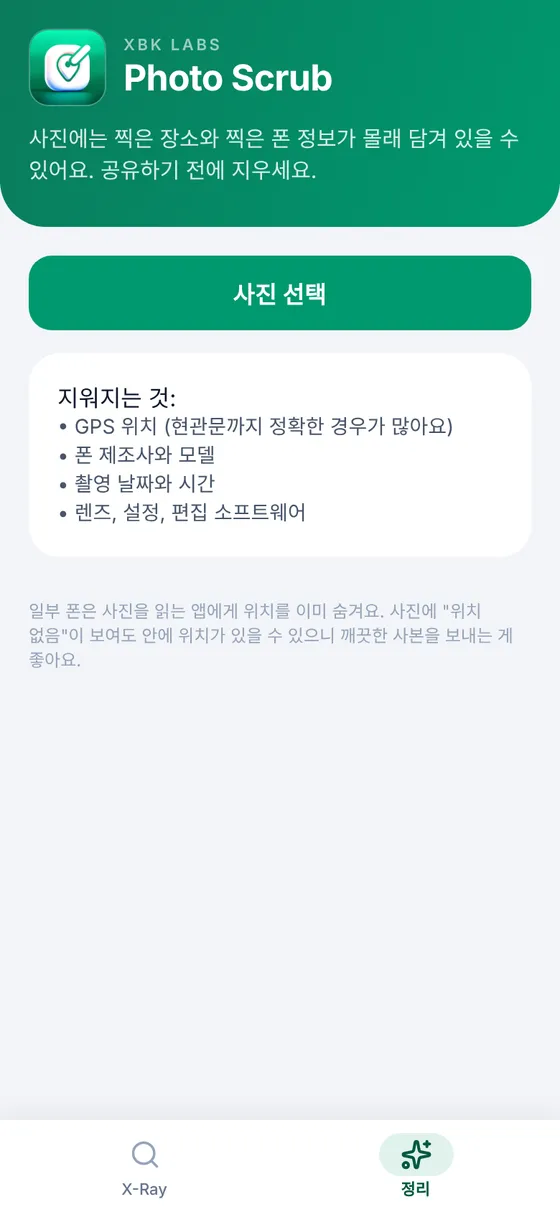 XBK LABS
Photo Scrub
사진에는 찍은 장소와 찍은 폰 정보가 몰래 담겨 있을 수
있어요. 공유하기 전에 지우세요.
사진 선택
지워지는 것:
• GPS 위치 (현관문까지 정확한 경우가 많아요)
• 폰 제조사와 모델
• 촬영 날짜와 시간
• 렌즈, 설정, 편집 소프트웨어
일부 폰은 사진을 읽는 앱에게 위치를 이미 숨겨요. 사진에 "위치
없음"이 보여도 안에 위치가 있을 수 있으니 깨끗한 사본을 보내는 게
좋아요.
X-Ray
정리